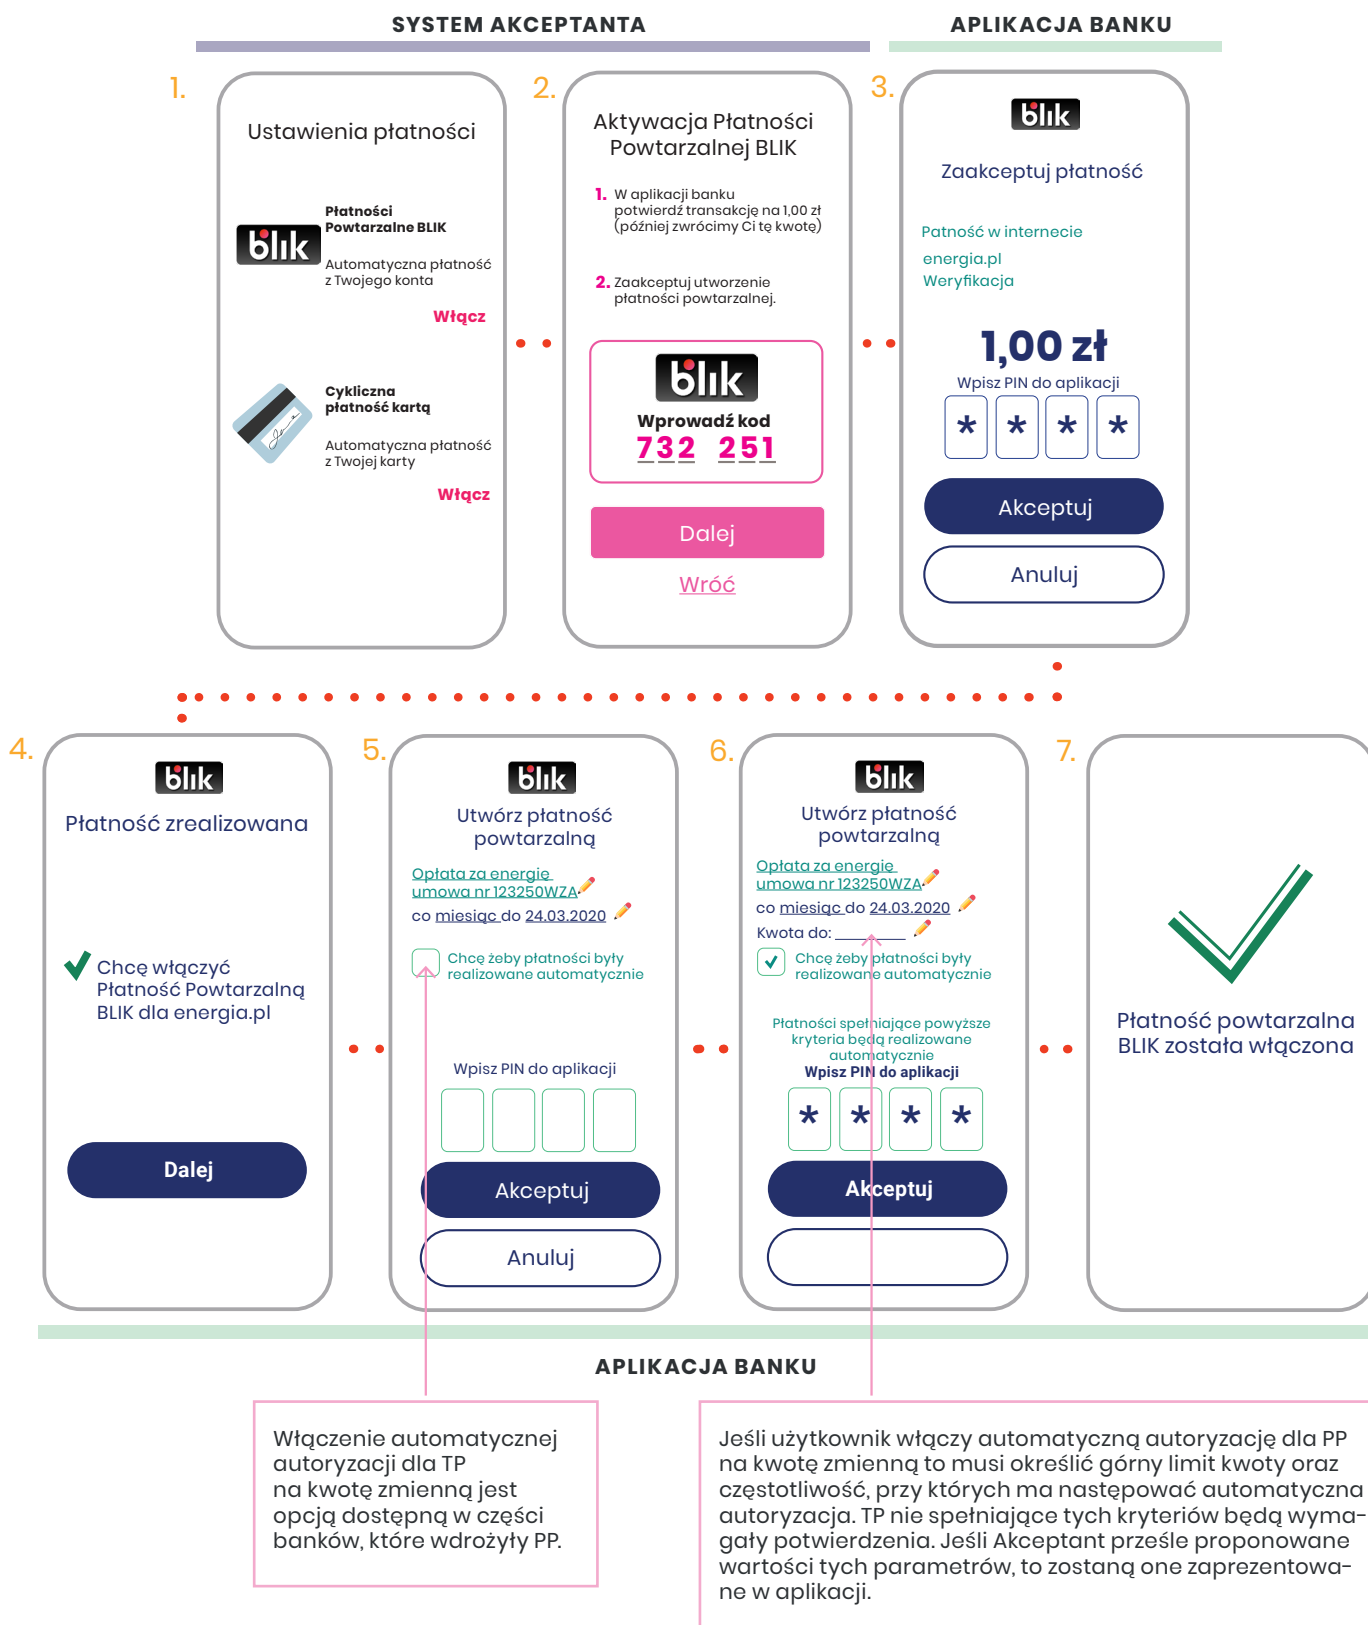 SYSTEM AKCEPTANTA
APLIKACJA BANKU
1.
Ustawienia płatności
blik
Płatności
Powtarzalne BLIK
Automatyczna płatność
z Twojego konta
Włącz
Cykliczna
płatność kartą
Automatyczna płatność
z Twojej karty
Włącz
2.
Aktywacja Płatności
Powtarzalnej BLIK
1. W aplikacji banku
potwierdź transakcję na 1,00 zł
(później zwrócimy Ci tę kwotę)
2. Zaakceptuj utworzenie
płatności powtarzalnej.
blik
Wprowadź kod
732 251
Dalej
Wróć
3.
blik
Zaakceptuj płatność
Patność w internecie
energia.pl
Weryfikacja
1,00 zł
Wpisz PIN do aplikacji
* * * *
Akceptuj
Anuluj
4.
blik
Płatność zrealizowana
Chcę włączyć
Płatność Powtarzalną
BLIK dla energia.pl
Dalej
5.
blik
Utwórz płatność
powtarzalną
Opłata za energię
umowa nr 123250WZA
co miesiąc do 24.03.2020
Chcę żeby płatności były
realizowane automatycznie
Wpisz PIN do aplikacji
Akceptuj
Anuluj
6.
blik
Utwórz płatność
powtarzalną
Opłata za energię
umowa nr 123250WZA
co miesiąc do 24.03.2020
Kwota do: ________
Chcę żeby płatności były
realizowane automatycznie
Płatności spełniające powyższe
kryteria będą realizowane
automatycznie
Wpisz PIN do aplikacji
* * * *
Akceptuj
7.
Płatność powtarzalna
BLIK została włączona
APLIKACJA BANKU
Włączenie automatycznej
autoryzacji dla TP
na kwotę zmienną jest
opcją dostępną w części
banków, które wdrożyły PP.
Jeśli użytkownik włączy automatyczną autoryzację dla PP
na kwotę zmienną to musi określić górny limit kwoty oraz
częstotliwość, przy których ma następować automatyczna
autoryzacja. TP nie spełniające tych kryteriów będą wyma-
gały potwierdzenia. Jeśli Akceptant prześle proponowane
wartości tych parametrów, to zostaną one zaprezentowa-
ne w aplikacji.